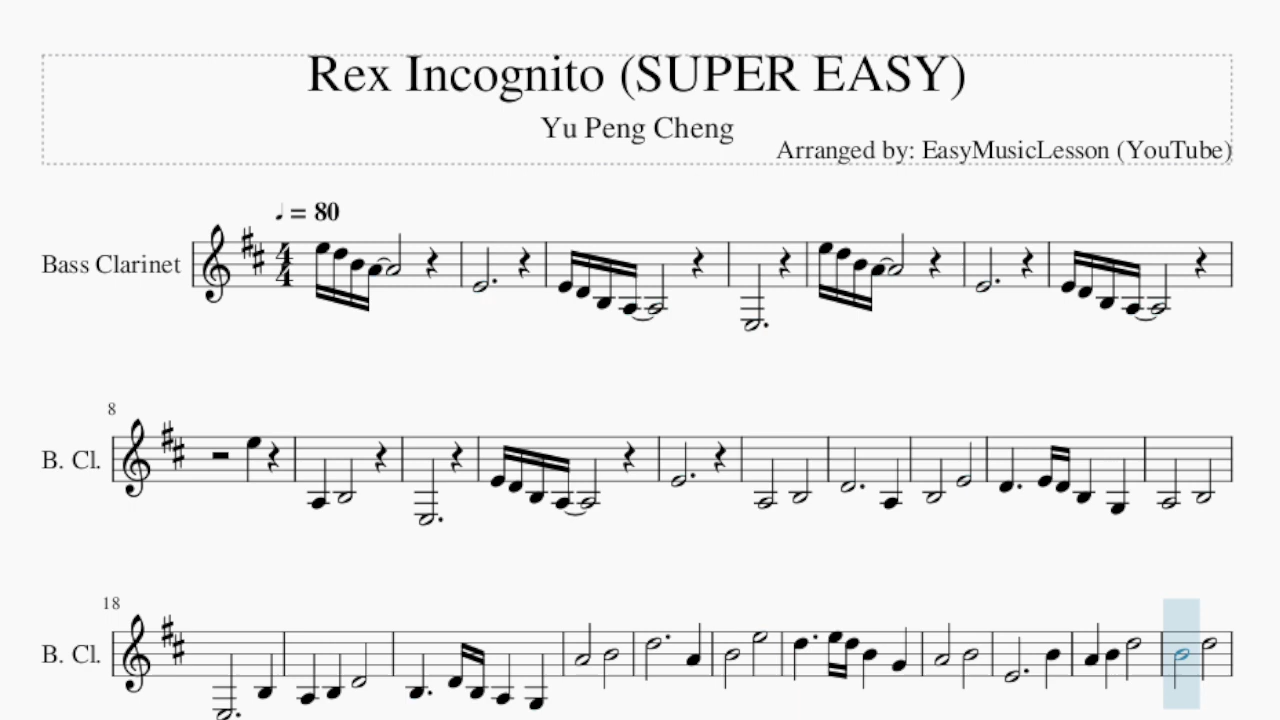 Rex Incognito (SUPER EASY)
Yu Peng Cheng
Arranged by: EasyMusicLesson (YouTube)
♩ = 80
Bass Clarinet
4
4
8
B. Cl.
18
B. Cl.